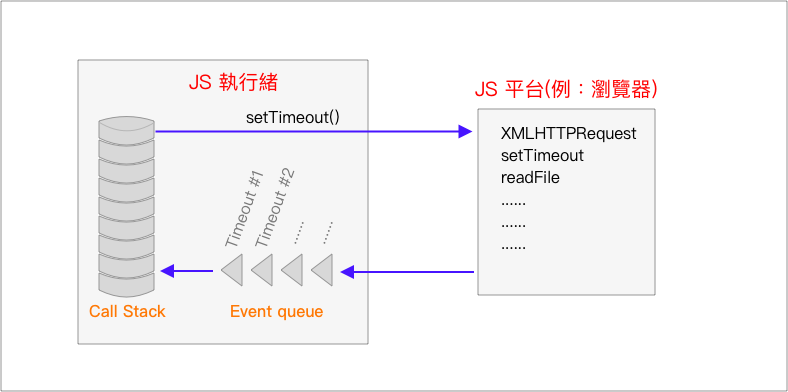 JS 執行緒
JS 平台(例：瀏覽器)
setTimeout()
XMLHTTPRequest
setTimeout
readFile
......
......
......
Timeout #1
Timeout #2
......
......
Call Stack
Event queue